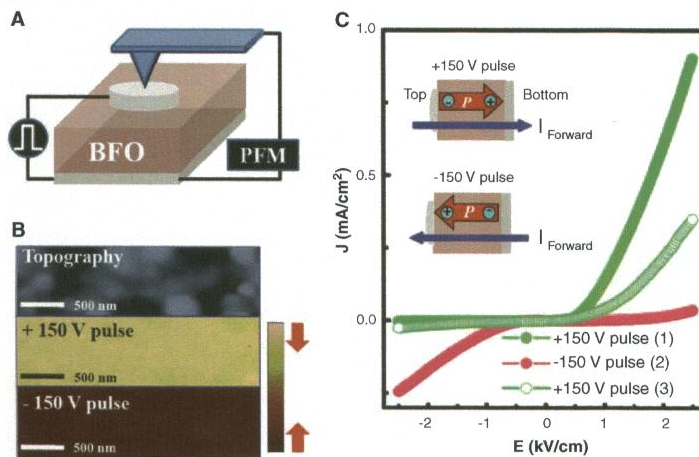 A
BFO
PFM
B
Topography
500 nm
+ 150 V pulse
500 nm
- 150 V pulse
500 nm
C
1.0
0.5
0.0
J (mA/cm²)
+150 V pulse
Top
Bottom
- P +
I Forward
-150 V pulse
+ P -
I Forward
+150 V pulse (1)
-150 V pulse (2)
+150 V pulse (3)
-2 -1 0 1 2
E (kV/cm)